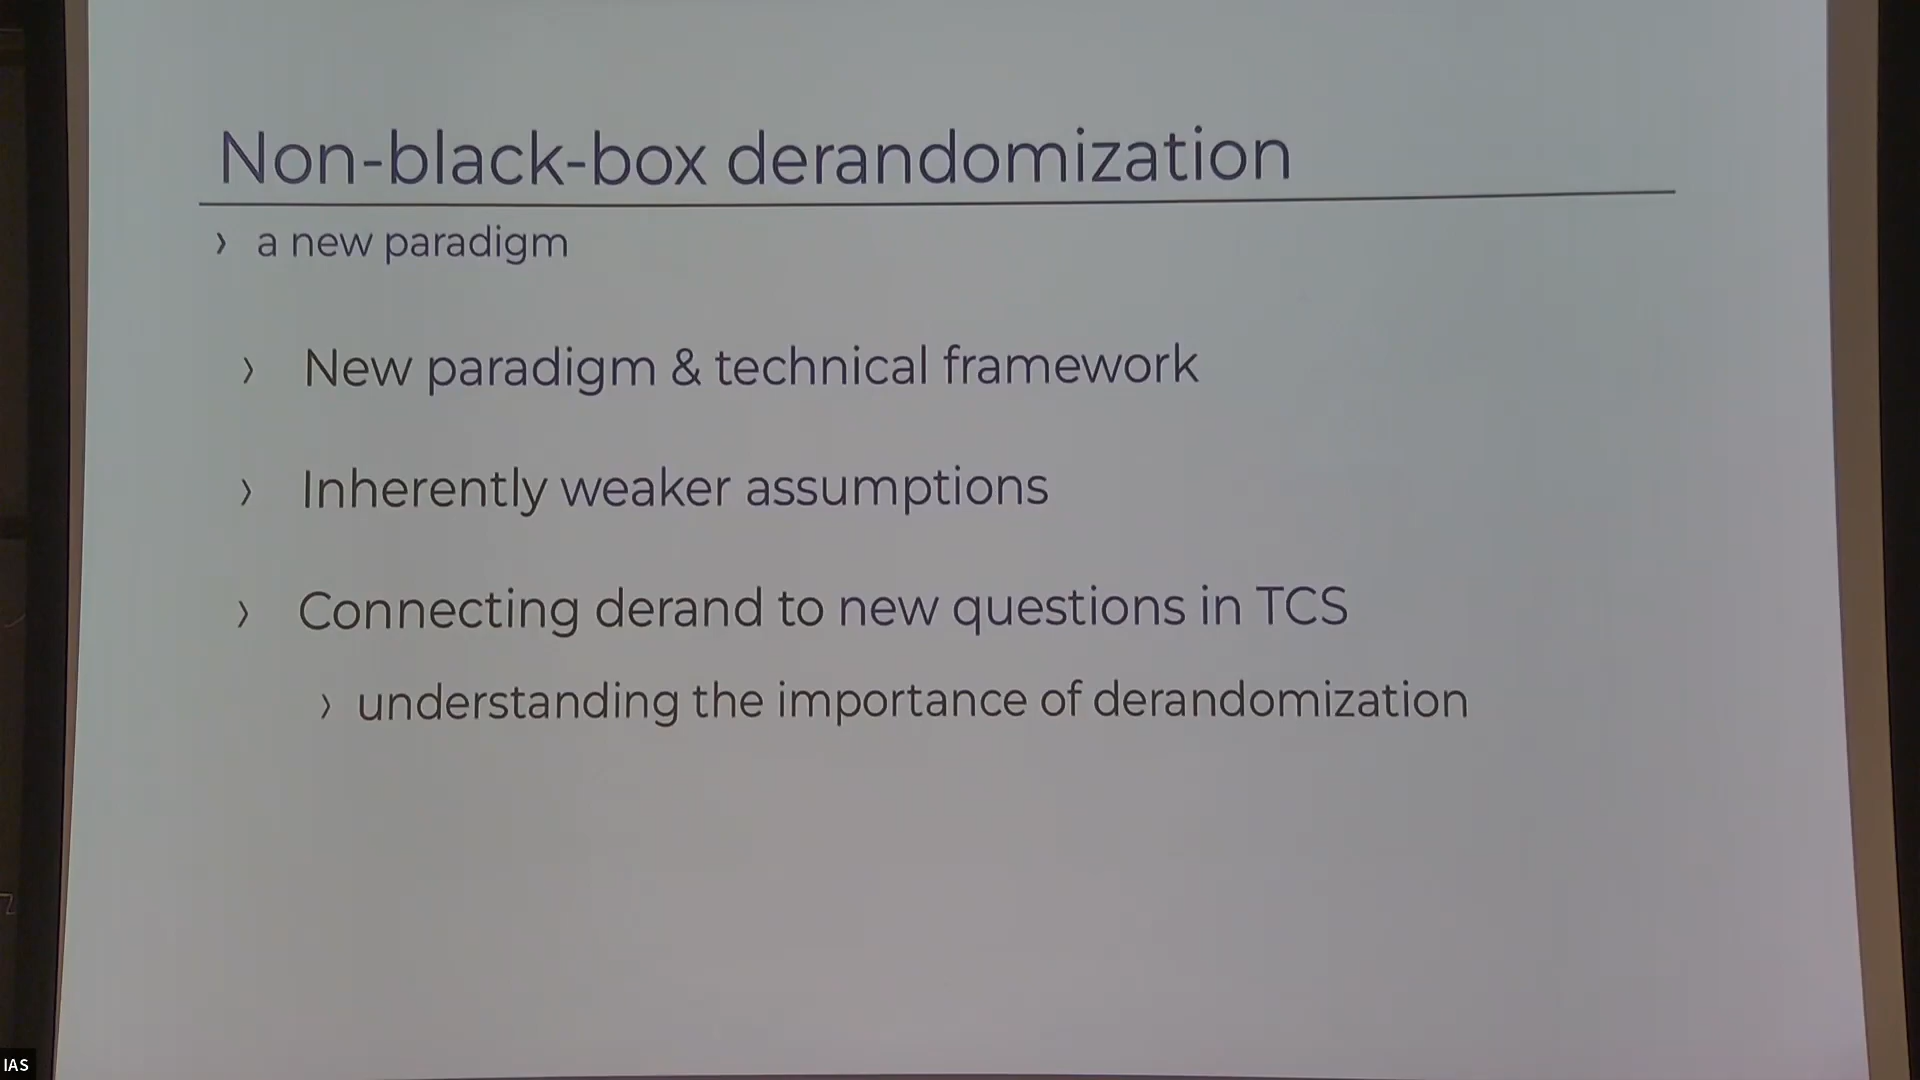 Non-black-box derandomization
› a new paradigm
› New paradigm & technical framework
› Inherently weaker assumptions
› Connecting derand to new questions in TCS
› understanding the importance of derandomization
IAS